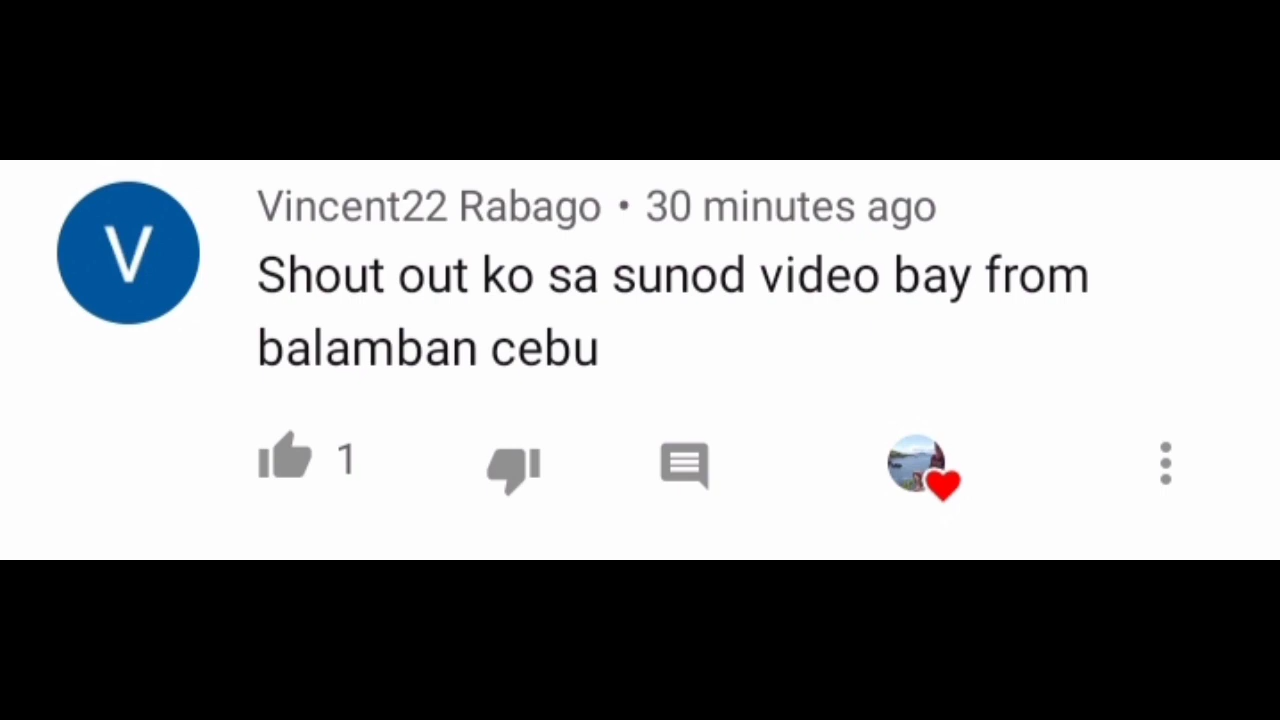 V
Vincent22 Rabago • 30 minutes ago
Shout out ko sa sunod video bay from
balamban cebu
1